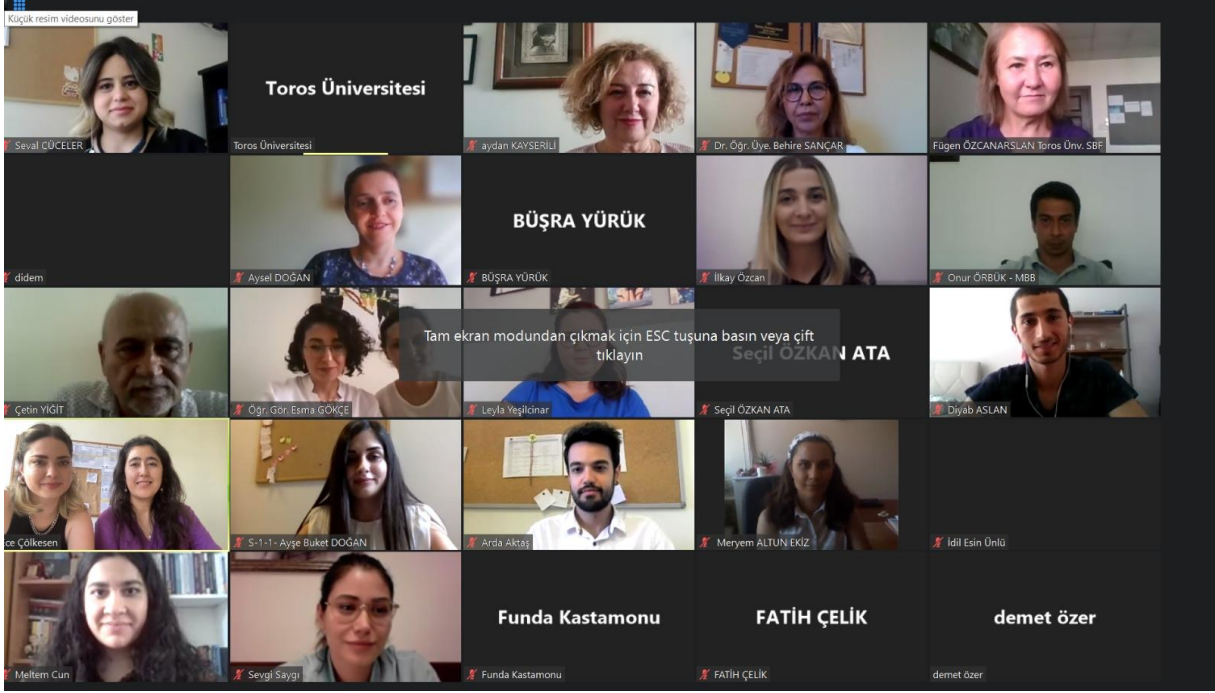 Küçük resim videosunu göster
Toros Üniversitesi
Seval CÜCELER
Toros Üniversitesi
aydan KAYSERİLİ
Dr. Öğr. Üye. Behire SANÇAR
Fügen ÖZCANARSLAN Toros Ünv. SBF
BÜŞRA YÜRÜK
didem
Aysel DOĞAN
BÜŞRA YÜRÜK
İlkay Özcan
Onur ÖRBÜK - MBB
Tam ekran modundan çıkmak için ESC tuşuna basın veya çift
tıklayın
Seçil ÖZKAN ATA
Çetin YİĞİT
Öğr. Gör. Esma GÖKÇE
Leyla Yeşilcinar
Seçil ÖZKAN ATA
Diyab ASLAN
Ece Çölkesen
S-1-1- Ayşe Buket DOĞAN
Arda Aktaş
Meryem ALTUN EKİZ
İdil Esin Ünlü
Funda Kastamonu
FATİH ÇELİK
demet özer
Meltem Cun
Sevgi Saygı
Funda Kastamonu
FATİH ÇELİK
demet özer